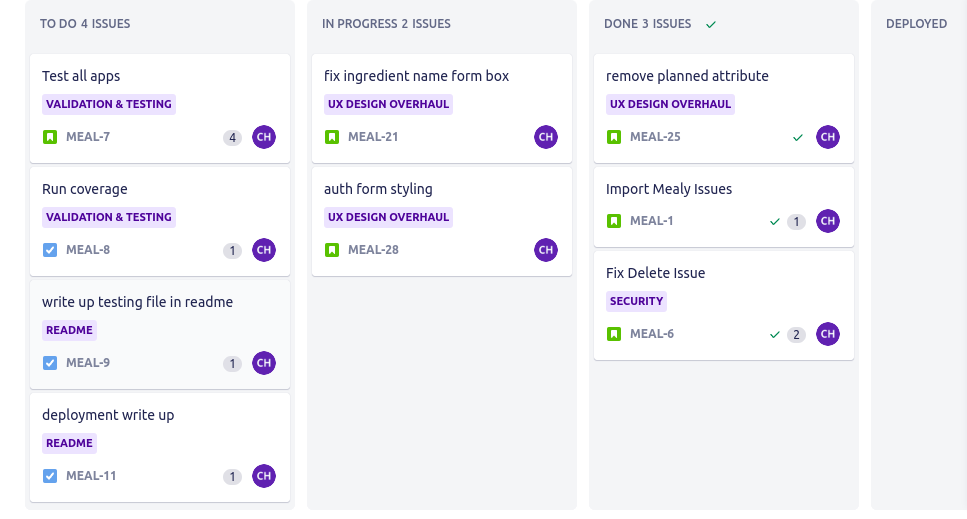 TO DO 4 ISSUES
Test all apps
VALIDATION & TESTING
MEAL-7 4 CH
Run coverage
VALIDATION & TESTING
MEAL-8 1 CH
write up testing file in readme
README
MEAL-9 1 CH
deployment write up
README
MEAL-11 1 CH
IN PROGRESS 2 ISSUES
fix ingredient name form box
UX DESIGN OVERHAUL
MEAL-21 CH
auth form styling
UX DESIGN OVERHAUL
MEAL-28 CH
DONE 3 ISSUES
remove planned attribute
UX DESIGN OVERHAUL
MEAL-25 CH
Import Mealy Issues
MEAL-1 1 CH
Fix Delete Issue
SECURITY
MEAL-6 2 CH
DEPLOYED